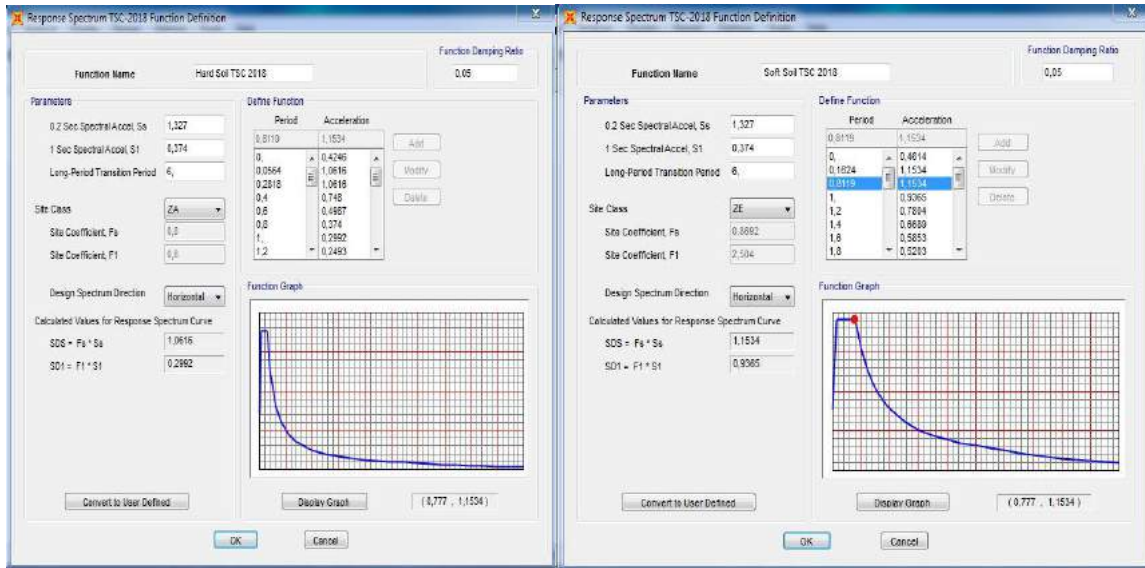 Response Spectrum TSC-2018 Function Definition
Function Damping Ratio
Function Name Hard Soil TSC 2018 0,05
Parameters
0.2 Sec Spectral Accel, Ss 1,327
1 Sec Spectral Accel, S1 0,374
Long-Period Transition Period 6,
Site Class ZA
Site Coefficient, Fs 0,8
Site Coefficient, F1 0,8
Design Spectrum Direction Horizontal
Calculated Values for Response Spectrum Curve
SDS = Fs * Ss 1,0616
SD1 = F1 * S1 0,2992
Convert to User Defined
Define Function
Period Acceleration
0,8119 1,1534
0, 0,4246
0,0564 1,0616
0,2818 1,0616
0,4 0,748
0,6 0,4987
0,8 0,374
1, 0,2992
1,2 0,2493
Add
Modify
Delete
Function Graph
Display Graph (0,777 , 1,1534)
OK Cancel
Response Spectrum TSC-2018 Function Definition
Function Damping Ratio
Function Name Soft Soil TSC 2018 0,05
Parameters
0.2 Sec Spectral Accel, Ss 1,327
1 Sec Spectral Accel, S1 0,374
Long-Period Transition Period 6,
Site Class ZE
Site Coefficient, Fs 0,8692
Site Coefficient, F1 2,504
Design Spectrum Direction Horizontal
Calculated Values for Response Spectrum Curve
SDS = Fs * Ss 1,1534
SD1 = F1 * S1 0,9365
Convert to User Defined
Define Function
Period Acceleration
0,8119 1,1534
0, 0,4614
0,1624 1,1534
0,8119 1,1534
1, 0,9365
1,2 0,7804
1,4 0,6689
1,6 0,5853
1,8 0,5203
Add
Modify
Delete
Function Graph
Display Graph (0,777 , 1,1534)
OK Cancel